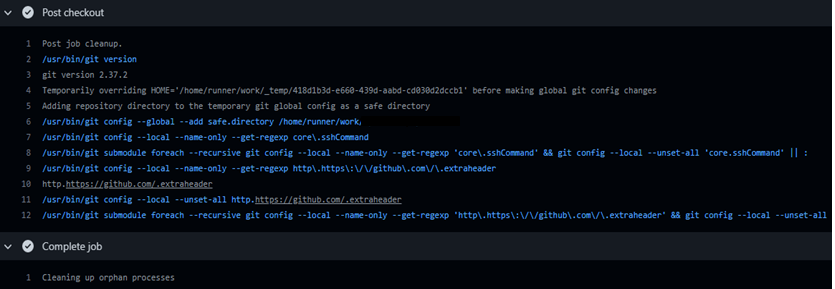 Post checkout
1 Post job cleanup.
2 /usr/bin/git version
3 git version 2.37.2
4 Temporarily overriding HOME='/home/runner/work/_temp/418d1b3d-e660-439d-aabd-cd030d2dccb1' before making global git config changes
5 Adding repository directory to the temporary git global config as a safe directory
6 /usr/bin/git config --global --add safe.directory /home/runner/work/
7 /usr/bin/git config --local --name-only --get-regexp core\.sshCommand
8 /usr/bin/git submodule foreach --recursive git config --local --name-only --get-regexp 'core\.sshCommand' && git config --local --unset-all 'core.sshCommand' || :
9 /usr/bin/git config --local --name-only --get-regexp http\.https\:\/\/github\.com\/\.extraheader
10 http.https://github.com/.extraheader
11 /usr/bin/git config --local --unset-all http.https://github.com/.extraheader
12 /usr/bin/git submodule foreach --recursive git config --local --name-only --get-regexp 'http\.https\:\/\/github\.com\/\.extraheader' && git config --local --unset-all
Complete job
1 Cleaning up orphan processes